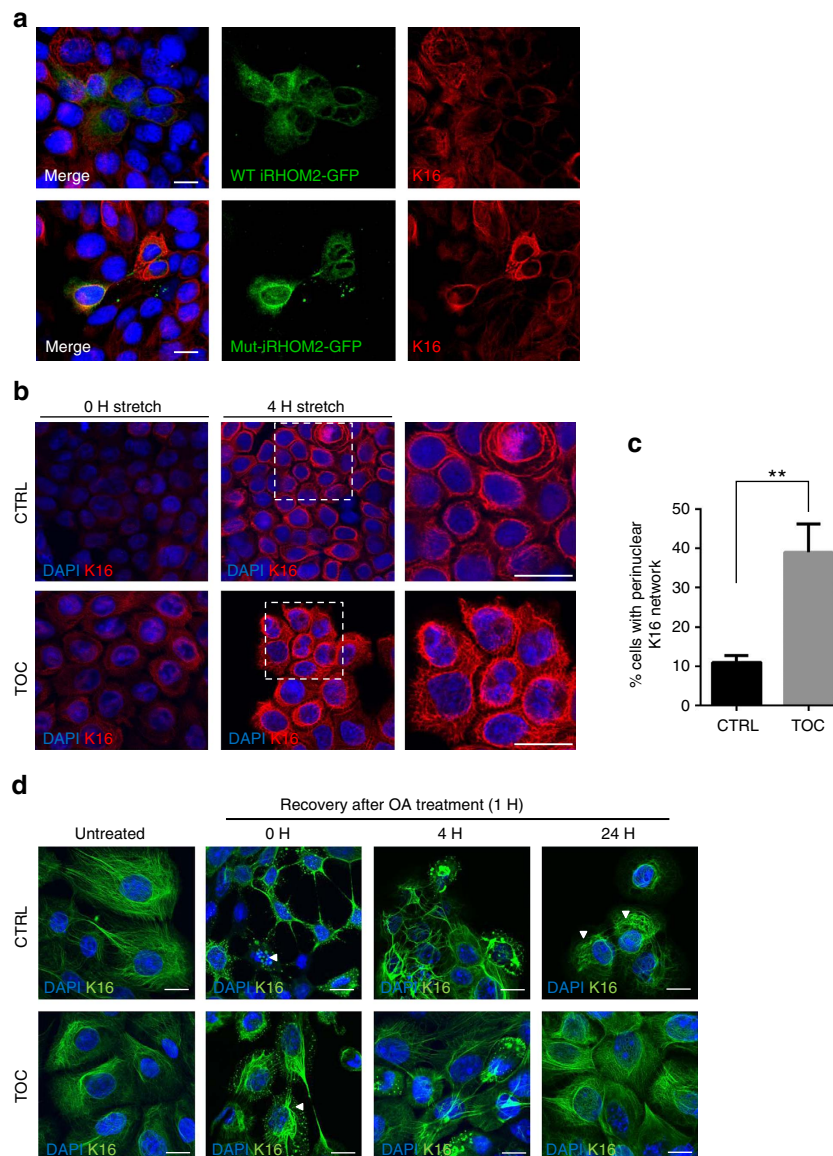 a
Merge
WT iRHOM2-GFP
K16
Merge
Mut-iRHOM2-GFP
K16
b
0 H stretch
4 H stretch
CTRL
DAPI K16
DAPI K16
TOC
DAPI K16
DAPI K16
c
**
% cells with perinuclear
K16 network
50
40
30
20
10
0
CTRL
TOC
d
Recovery after OA treatment (1 H)
Untreated
0 H
4 H
24 H
CTRL
DAPI K16
DAPI K16
DAPI K16
DAPI K16
TOC
DAPI K16
DAPI K16
DAPI K16
DAPI K16